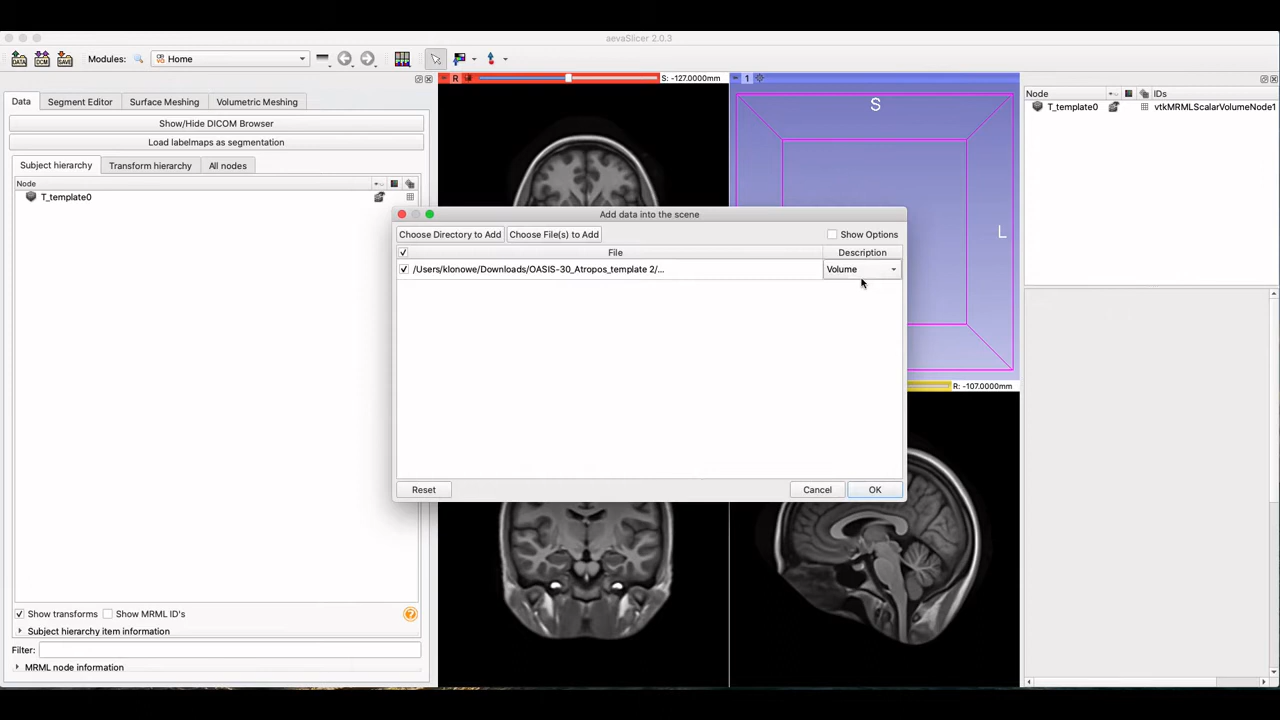 aevaSlicer 2.0.3
DATA DCM SAVE Modules: Home
R S: -127.0000mm 1
Data Segment Editor Surface Meshing Volumetric Meshing
Show/Hide DICOM Browser
Load labelmaps as segmentation
Subject hierarchy Transform hierarchy All nodes
Node
T_template0
S
L
Node IDs
T_template0 vtkMRMLScalarVolumeNode1
Add data into the scene
Choose Directory to Add Choose File(s) to Add Show Options
File Description
/Users/klonowe/Downloads/OASIS-30_Atropos_template 2/... Volume
Reset Cancel OK
R: -107.0000mm
Show transforms Show MRML ID's ?
Subject hierarchy item information
Filter:
MRML node information